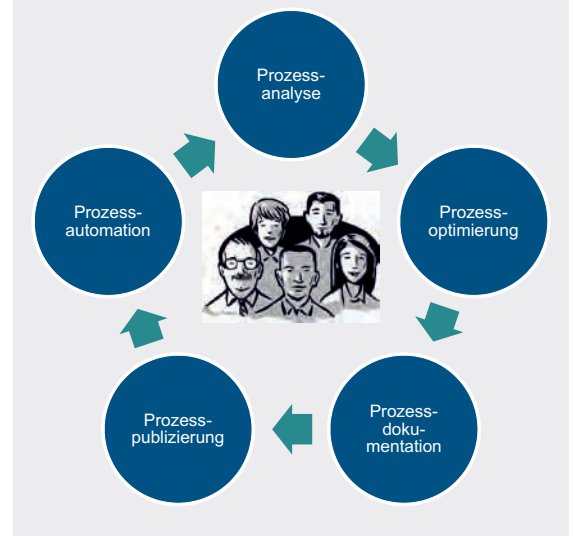 Prozess-
analyse
Prozess-
optimierung
Prozess-
doku-
mentation
Prozess-
publizierung
Prozess-
automation